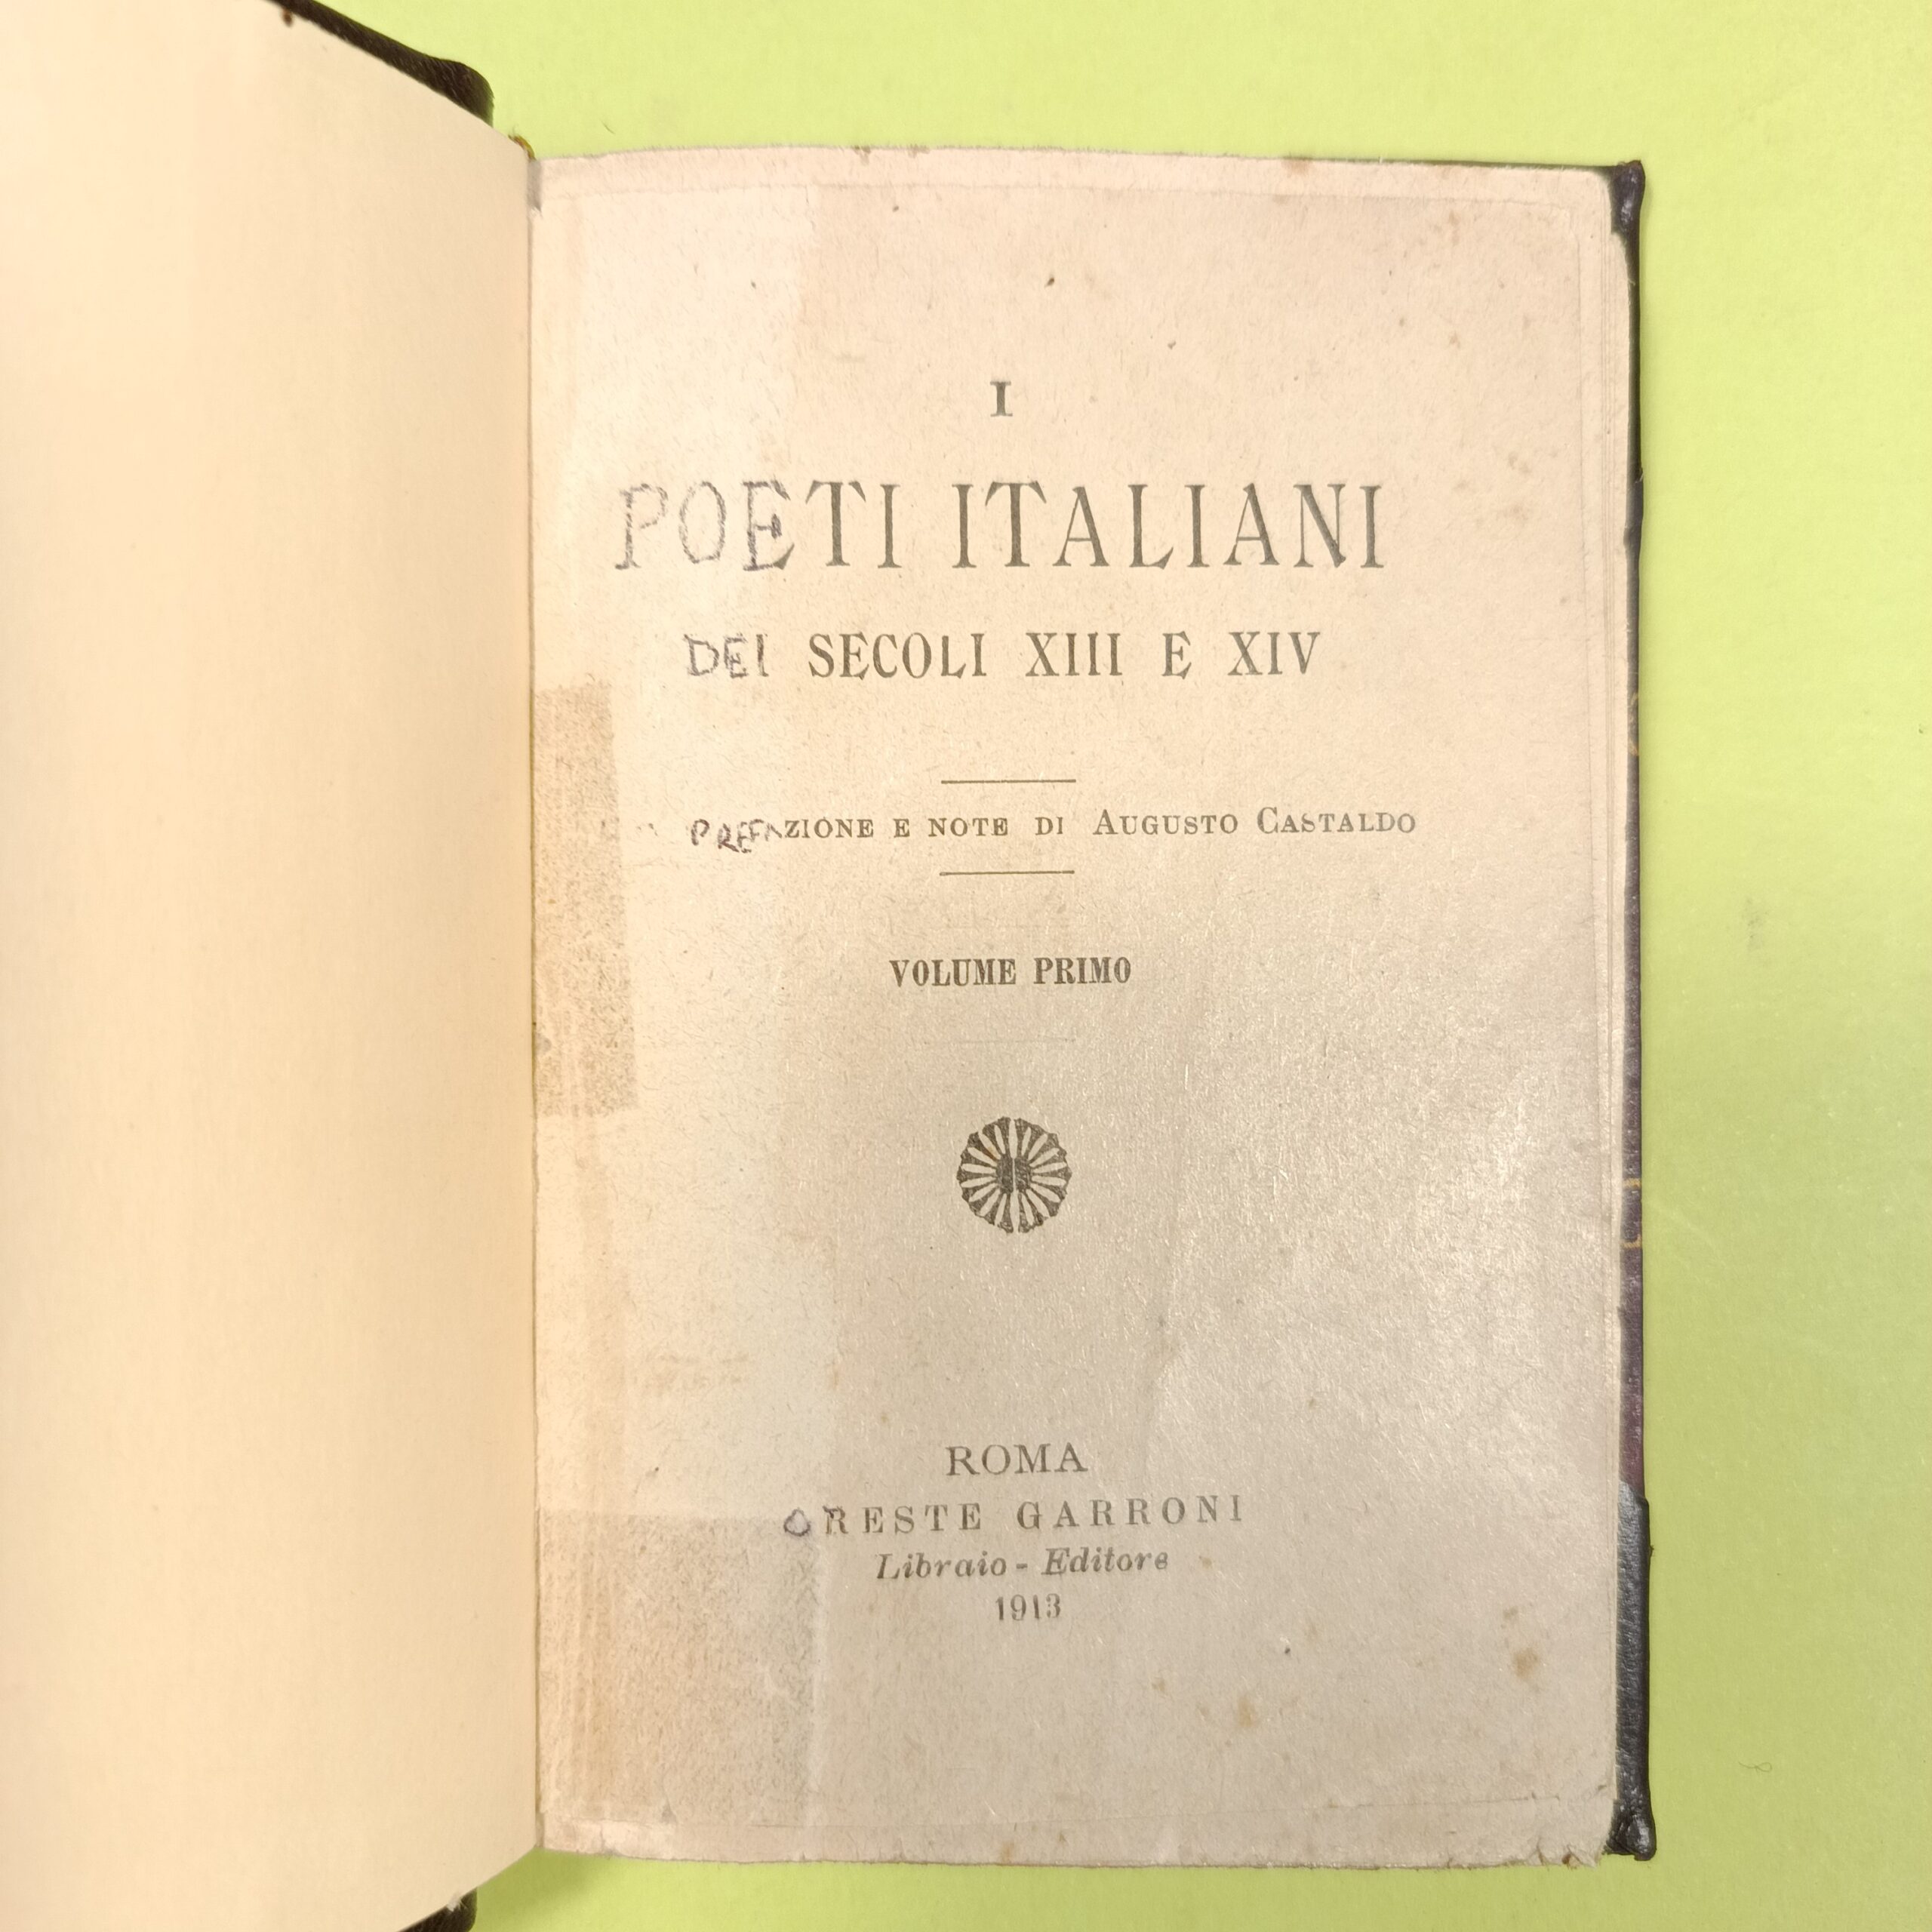 I
POETI ITALIANI
DEI SECOLI XIII E XIV
PREFAZIONE E NOTE DI AUGUSTO CASTALDO
VOLUME PRIMO
ROMA
ORESTE GARRONI
Libraio - Editore
1913